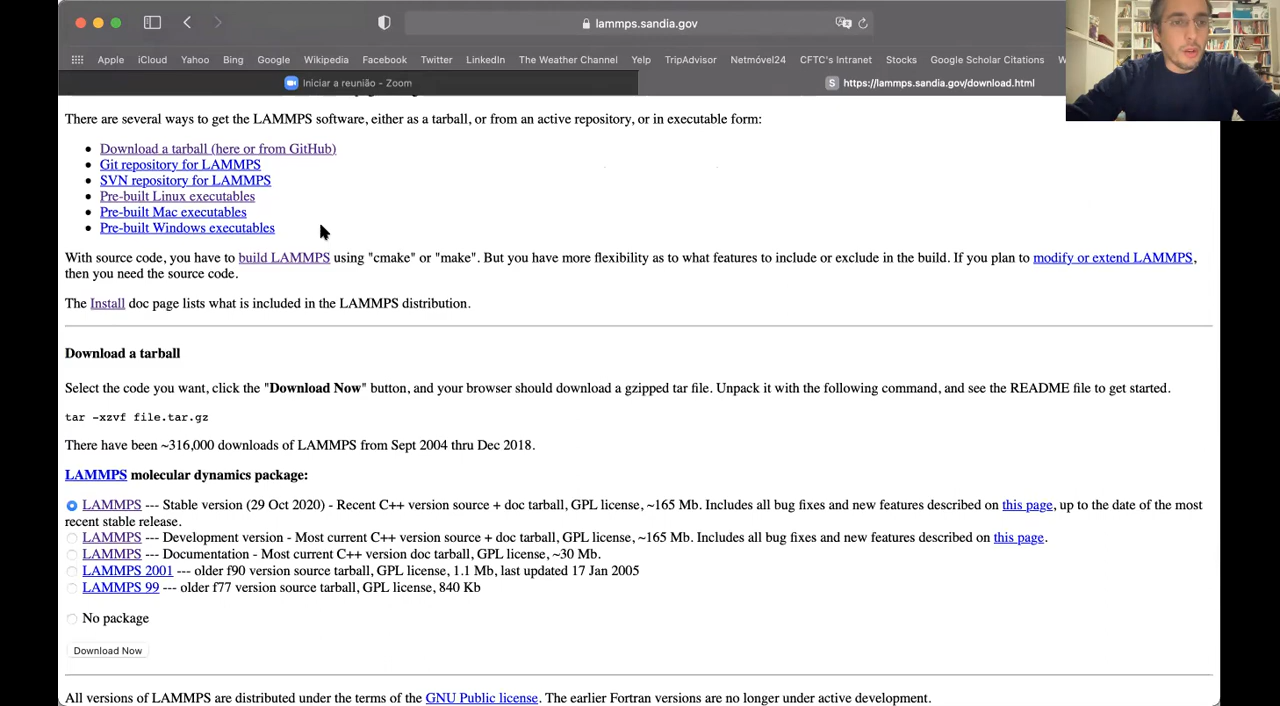 lammps.sandia.gov
Apple iCloud Yahoo Bing Google Wikipedia Facebook Twitter LinkedIn The Weather Channel Yelp TripAdvisor Netmóvel24 CFTC's Intranet Stocks Google Scholar Citations W
Iniciar a reunião - Zoom
S https://lammps.sandia.gov/download.html
There are several ways to get the LAMMPS software, either as a tarball, or from an active repository, or in executable form:
• Download a tarball (here or from GitHub)
• Git repository for LAMMPS
• SVN repository for LAMMPS
• Pre-built Linux executables
• Pre-built Mac executables
• Pre-built Windows executables
With source code, you have to build LAMMPS using "cmake" or "make". But you have more flexibility as to what features to include or exclude in the build. If you plan to modify or extend LAMMPS,
then you need the source code.
The Install doc page lists what is included in the LAMMPS distribution.
Download a tarball
Select the code you want, click the "Download Now" button, and your browser should download a gzipped tar file. Unpack it with the following command, and see the README file to get started.
tar -xzvf file.tar.gz
There have been ~316,000 downloads of LAMMPS from Sept 2004 thru Dec 2018.
LAMMPS molecular dynamics package:
LAMMPS --- Stable version (29 Oct 2020) - Recent C++ version source + doc tarball, GPL license, ~165 Mb. Includes all bug fixes and new features described on this page, up to the date of the most
recent stable release.
LAMMPS --- Development version - Most current C++ version source + doc tarball, GPL license, ~165 Mb. Includes all bug fixes and new features described on this page.
LAMMPS --- Documentation - Most current C++ version doc tarball, GPL license, ~30 Mb.
LAMMPS 2001 --- older f90 version source tarball, GPL license, 1.1 Mb, last updated 17 Jan 2005
LAMMPS 99 --- older f77 version source tarball, GPL license, 840 Kb
No package
Download Now
All versions of LAMMPS are distributed under the terms of the GNU Public license. The earlier Fortran versions are no longer under active development.